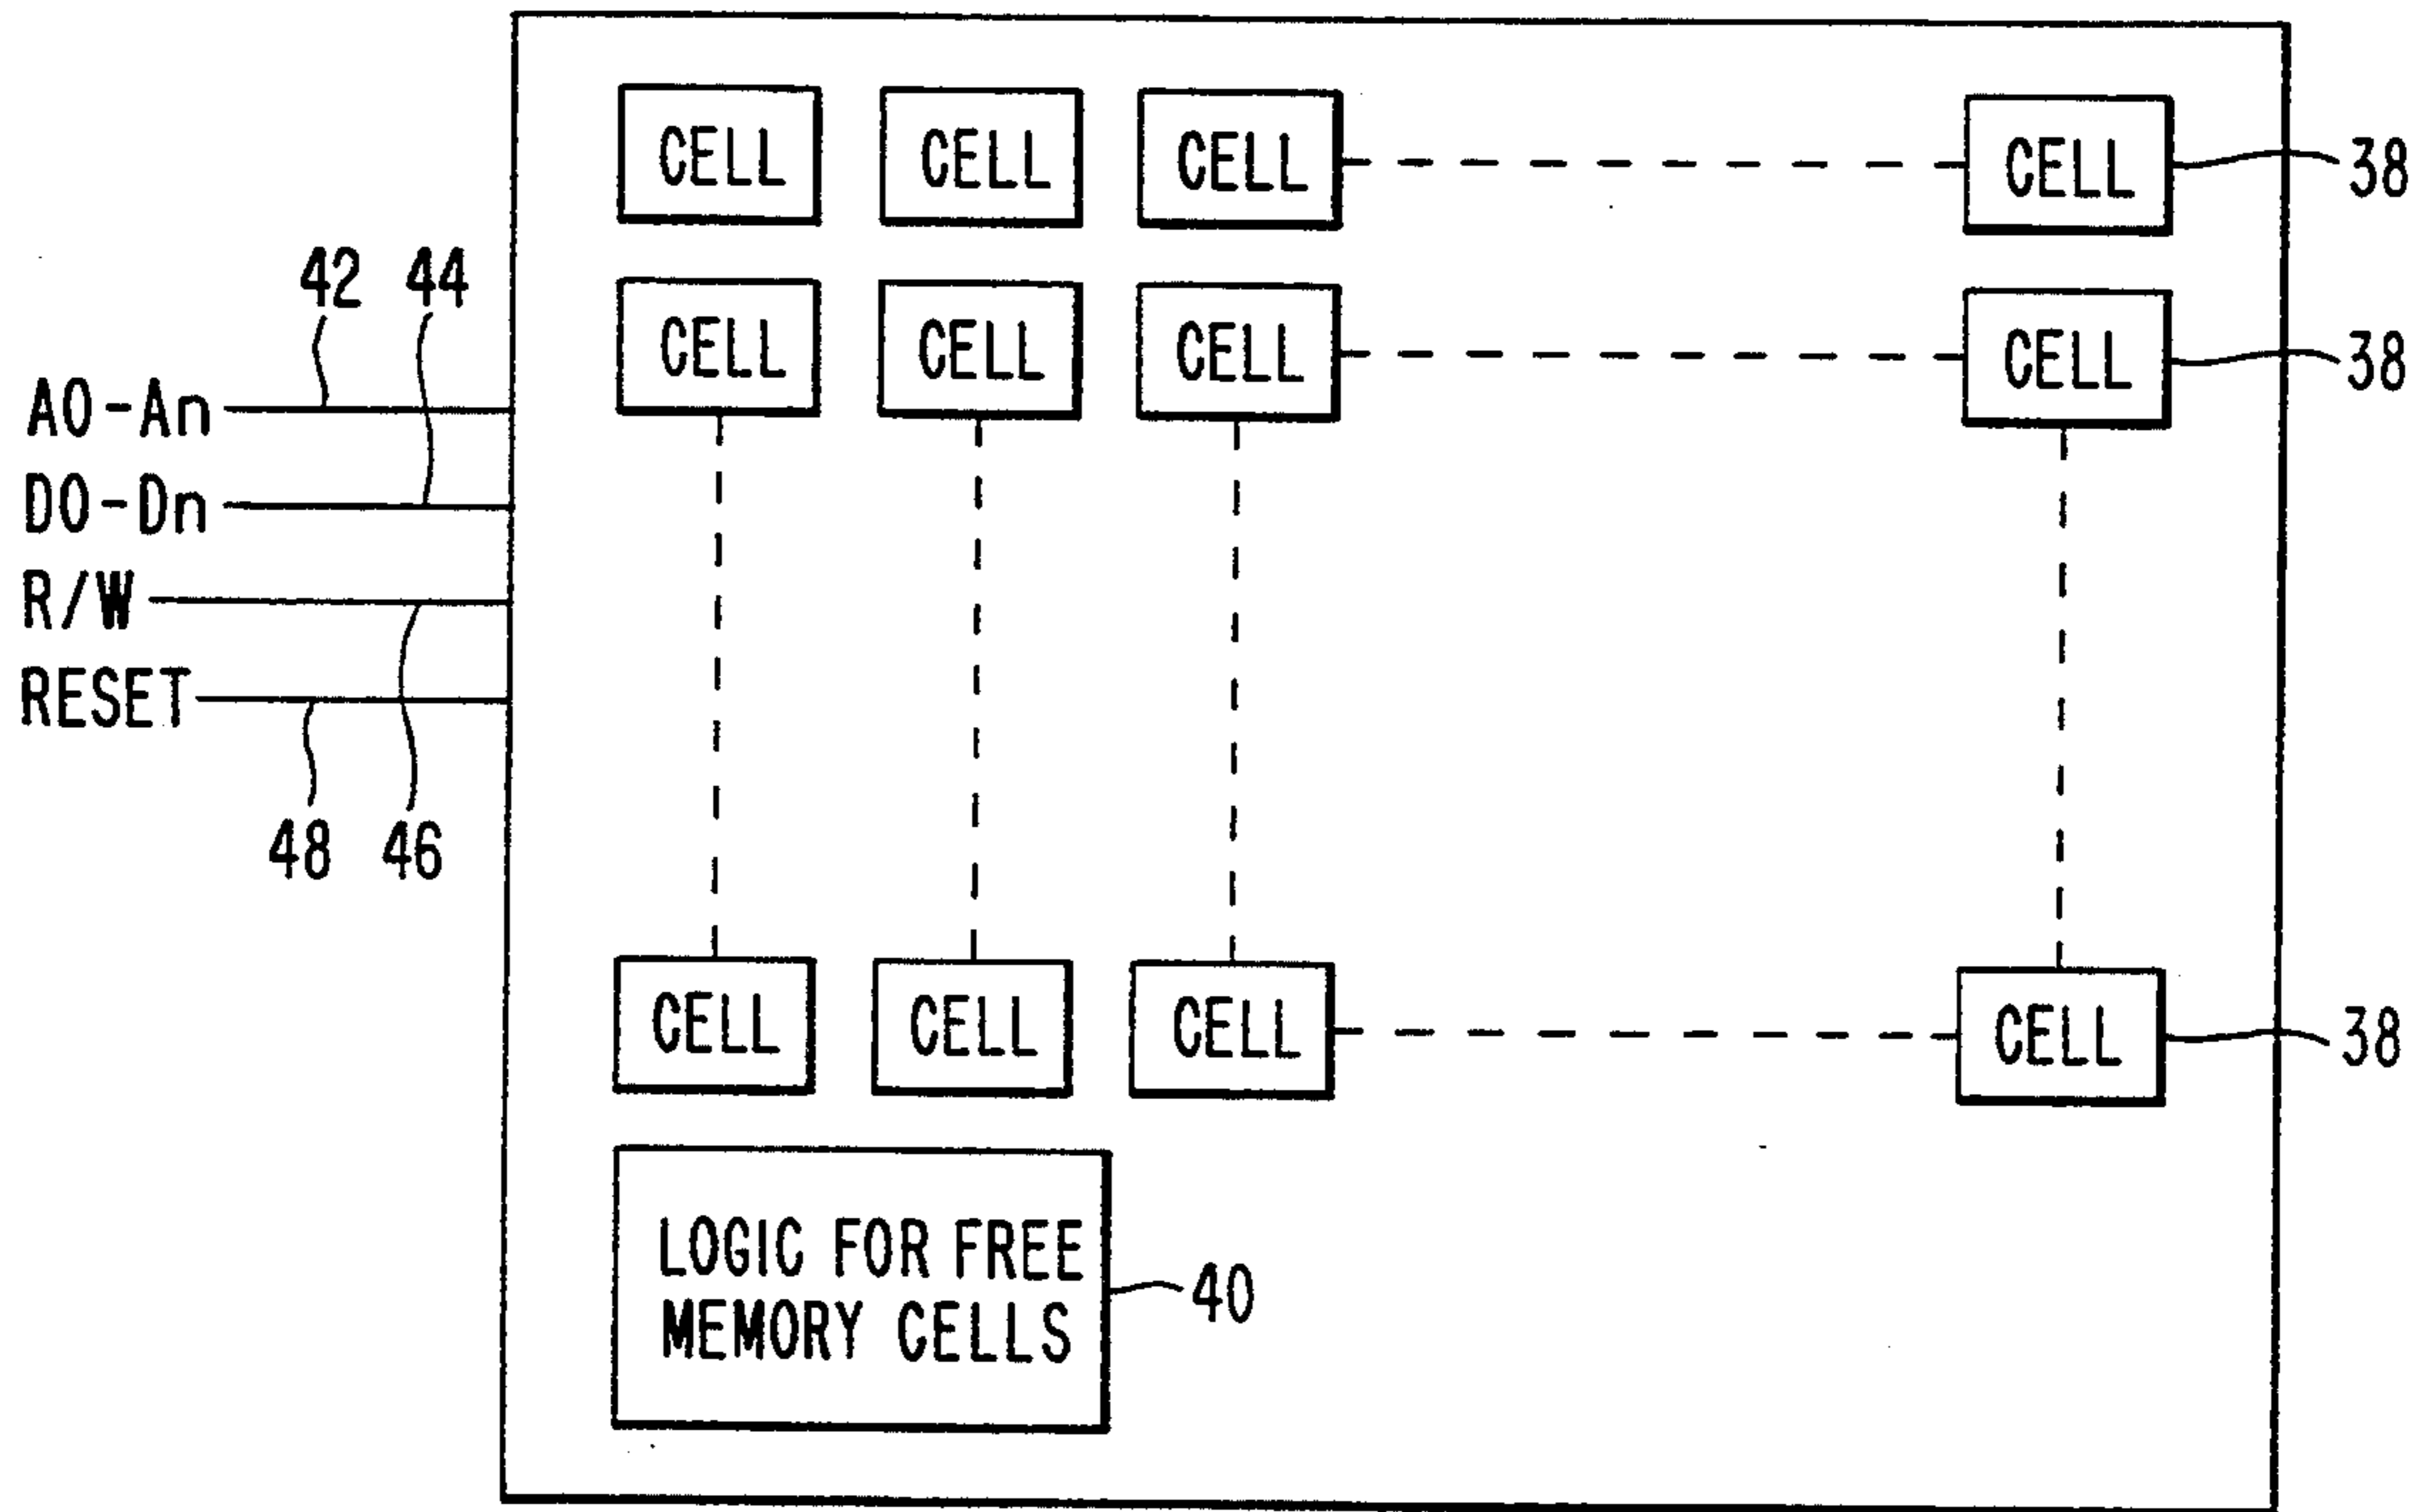 CELL CELL CELL CELL 38
42 44
CELL CELL CELL CELL 38
A0-An
D0-Dn
R/W
RESET
48 46
CELL CELL CELL CELL 38
LOGIC FOR FREE
MEMORY CELLS
40